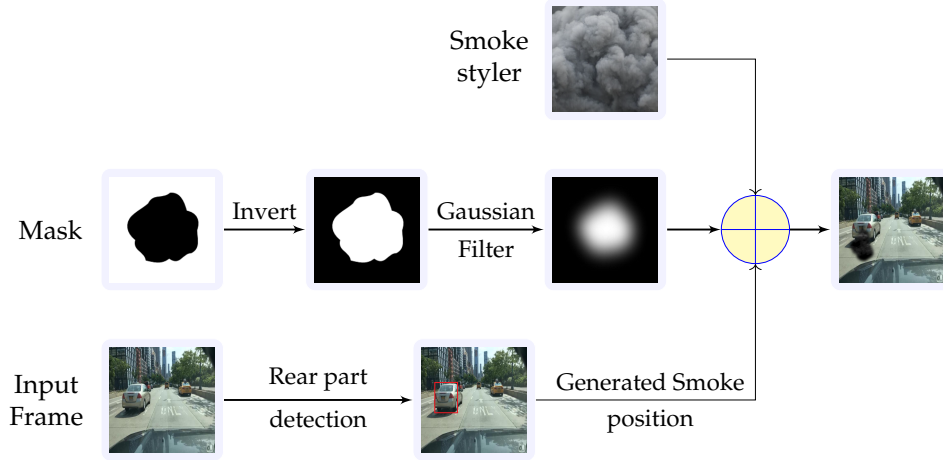 Smoke
styler
Mask
Invert
Gaussian
Filter
Input
Frame
Rear part
detection
Generated Smoke
position